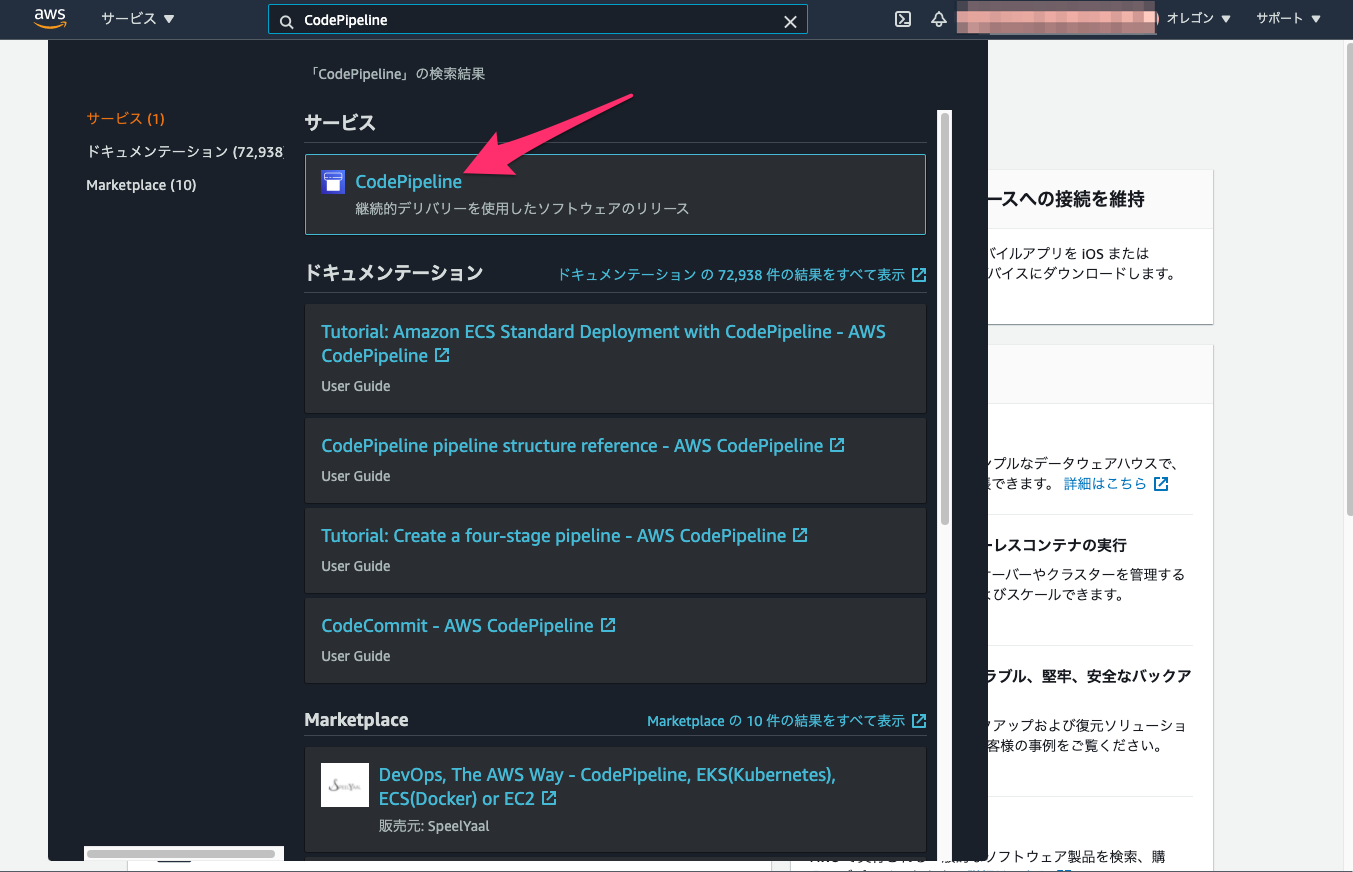 aws
サービス ▼
CodePipeline
オレゴン ▼
サポート ▼
「CodePipeline」の検索結果
サービス (1)
ドキュメンテーション (72,938
Marketplace (10)
サービス
CodePipeline
継続的デリバリーを使用したソフトウェアのリリース
ドキュメンテーション
ドキュメンテーション の 72,938 件の結果をすべて表示
Tutorial: Amazon ECS Standard Deployment with CodePipeline - AWS
CodePipeline
User Guide
CodePipeline pipeline structure reference - AWS CodePipeline
User Guide
Tutorial: Create a four-stage pipeline - AWS CodePipeline
User Guide
CodeCommit - AWS CodePipeline
User Guide
Marketplace
Marketplace の 10 件の結果をすべて表示
SpeelYaal
DevOps, The AWS Way - CodePipeline, EKS(Kubernetes),
ECS(Docker) or EC2
販売元: SpeelYaal
ースへの接続を維持
バイルアプリを iOS または
バイスにダウンロードします。
ンプルなデータウェアハウスで、
できます。 詳細はこちら
ーレスコンテナの実行
ーバーやクラスターを管理する
よびスケールできます。
ラブル、堅牢、安全なバックア
アップおよび復元ソリューショ
客様の事例をご覧ください。
ソフトウェア製品を検索、購